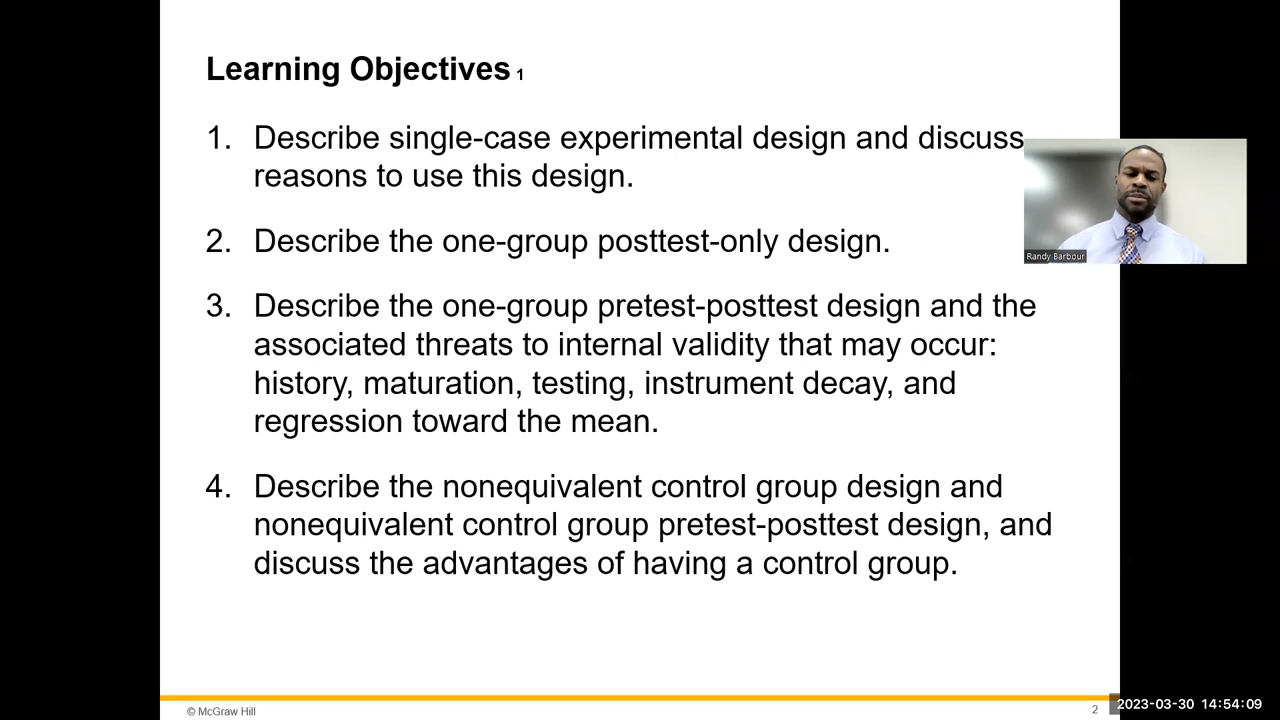 Learning Objectives 1
1. Describe single-case experimental design and discuss
reasons to use this design.
2. Describe the one-group posttest-only design.
3. Describe the one-group pretest-posttest design and the
associated threats to internal validity that may occur:
history, maturation, testing, instrument decay, and
regression toward the mean.
4. Describe the nonequivalent control group design and
nonequivalent control group pretest-posttest design, and
discuss the advantages of having a control group.
Randy Barbour
© McGraw Hill
2
2023-03-30 14:54:09